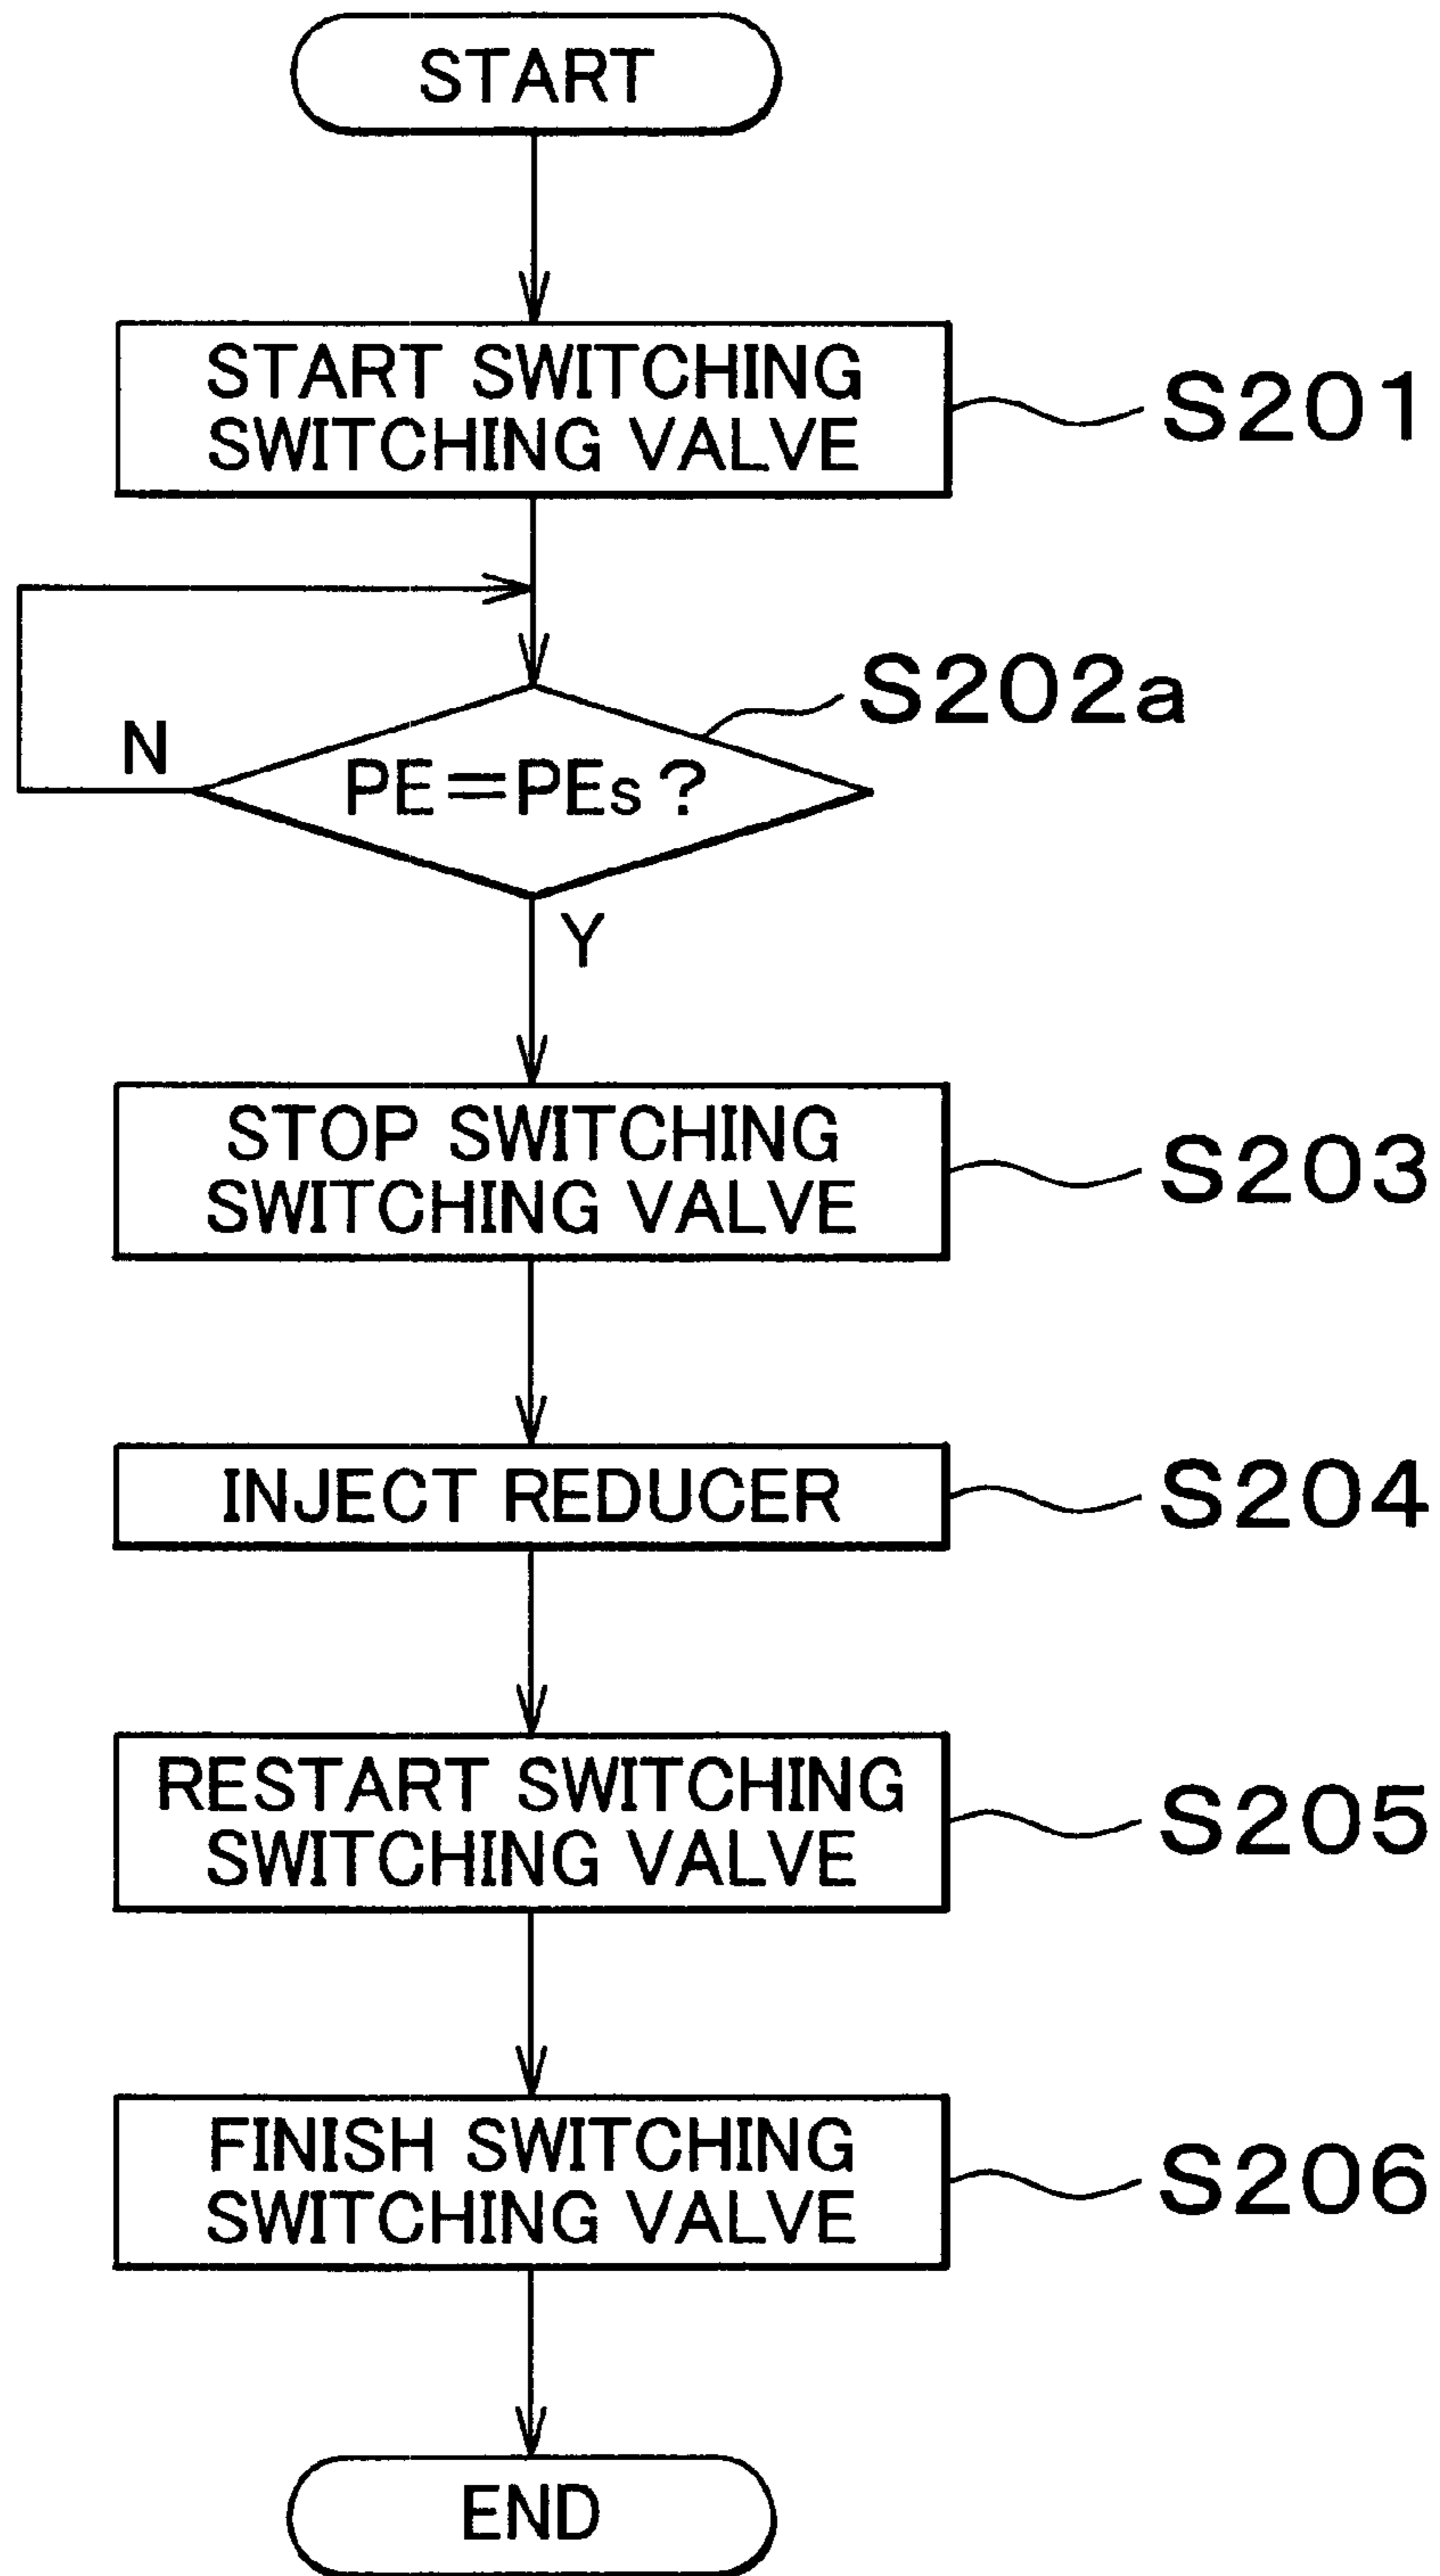 START
START SWITCHING
SWITCHING VALVE
S201
S202a
N
PE=PEs?
Y
STOP SWITCHING
SWITCHING VALVE
S203
INJECT REDUCER
S204
RESTART SWITCHING
SWITCHING VALVE
S205
FINISH SWITCHING
SWITCHING VALVE
S206
END